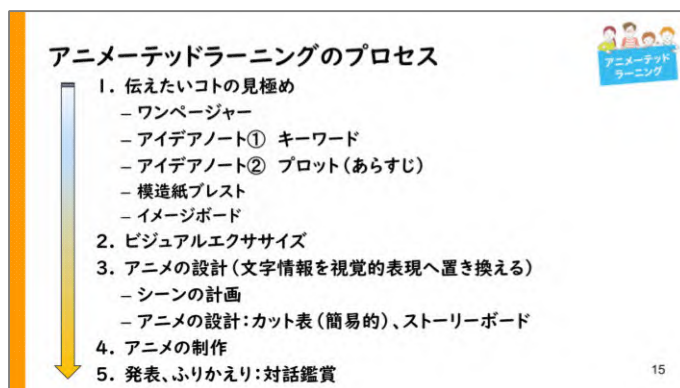 アニメーテッドラーニングのプロセス
アニメーテッド
ラーニング
1. 伝えたいコトの見極め
– ワンページャー
– アイデアノート① キーワード
– アイデアノート② プロット(あらすじ)
– 模造紙ブレスト
– イメージボード
2. ビジュアルエクササイズ
3. アニメの設計(文字情報を視覚的表現へ置き換える)
– シーンの計画
– アニメの設計:カット表(簡易的)、ストーリーボード
4. アニメの制作
5. 発表、ふりかえり:対話鑑賞
15